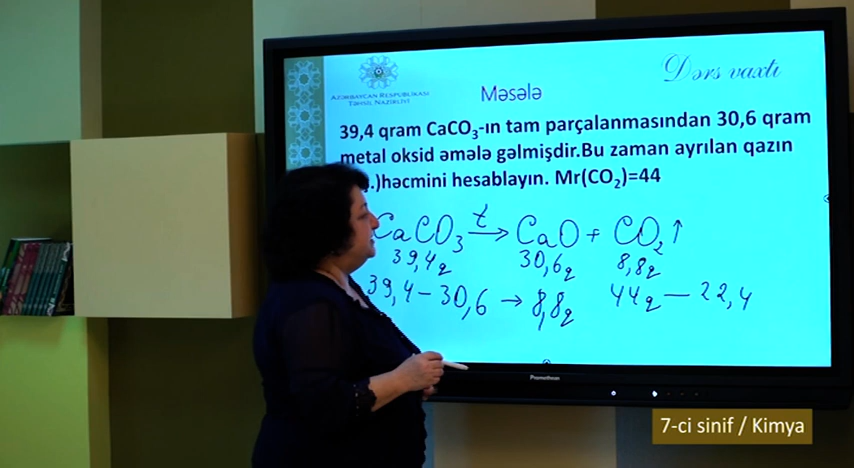 Dərs vaxtı
AZƏRBAYCAN RESPUBLİKASI
TƏHSİL NAZİRLİYİ
Məsələ
39,4 qram CaCO₃-ın tam parçalanmasından 30,6 qram
metal oksid əmələ gəlmişdir.Bu zaman ayrılan qazın
.)həcmini hesablayın. Mr(CO₂)=44
CaCO₃ t→ CaO + CO₂↑
39,4q 30,6q 8,8q
39,4 – 30,6 → 8,8q 44q — 22,4
Promethean
7-ci sinif / Kimya